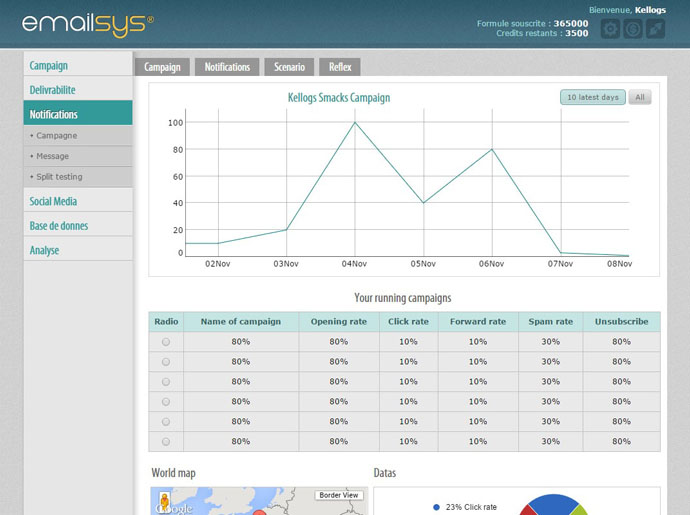 emailsys®
Bienvenue, Kellogs
Formule souscrite : 365000
Credits restants : 3500
Campaign
Delivrabilite
Notifications
• Campagne
• Message
• Split testing
Social Media
Base de donnes
Analyse
Campaign Notifications Scenario Reflex
Kellogs Smacks Campaign
10 latest days All
100
80
60
40
20
0
02Nov 03Nov 04Nov 05Nov 06Nov 07Nov 08Nov
Your running campaigns
Radio Name of campaign Opening rate Click rate Forward rate Spam rate Unsubscribe
80% 80% 10% 10% 30% 80%
80% 80% 10% 10% 30% 80%
80% 80% 10% 10% 30% 80%
80% 80% 10% 10% 30% 80%
80% 80% 10% 10% 30% 80%
80% 80% 10% 10% 30% 80%
World map
Border View
Google
Datas
23% Click rate